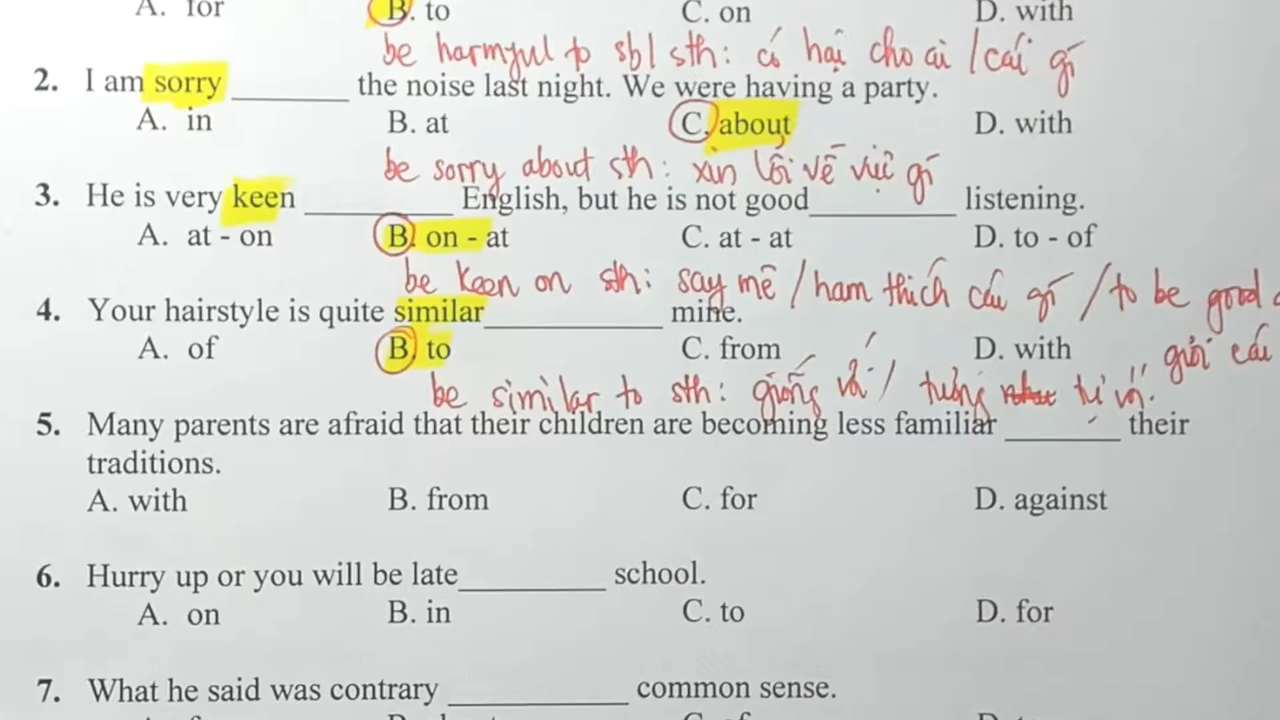 A. for B. to C. on D. with
be harmful to sb/ sth: có hại cho ai /cái gì
2. I am sorry ________ the noise last night. We were having a party.
A. in B. at C. about D. with
be sorry about sth: xin lỗi về việc gì
3. He is very keen __________ English, but he is not good__________ listening.
A. at - on B. on - at C. at - at D. to - of
be keen on sth: say mê / ham thích cái gì / to be good
4. Your hairstyle is quite similar____________ mine.
A. of B. to C. from D. with
giỏi cái
be similar to sth: giống với / tương tự với.
5. Many parents are afraid that their children are becoming less familiar ________ their
traditions.
A. with B. from C. for D. against
6. Hurry up or you will be late__________ school.
A. on B. in C. to D. for
7. What he said was contrary ____________ common sense.